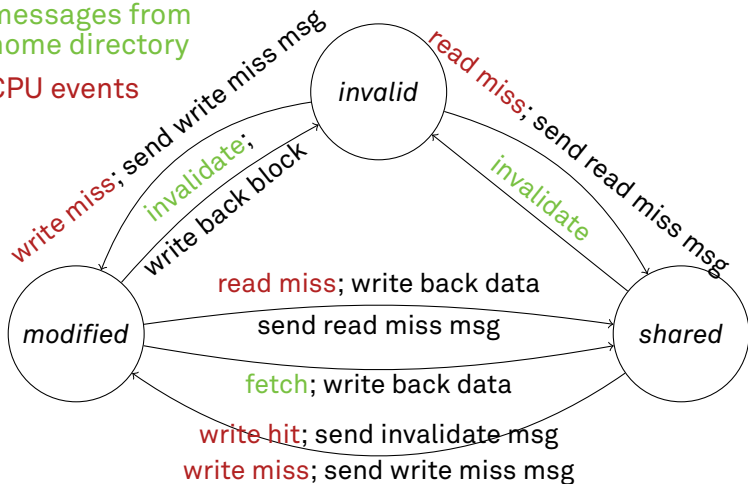 messages from
home directory
CPU events
invalid
write miss; send write miss msg
invalidate;
write back block
read miss; send read miss msg
invalidate
modified
shared
read miss; write back data
send read miss msg
fetch; write back data
write hit; send invalidate msg
write miss; send write miss msg